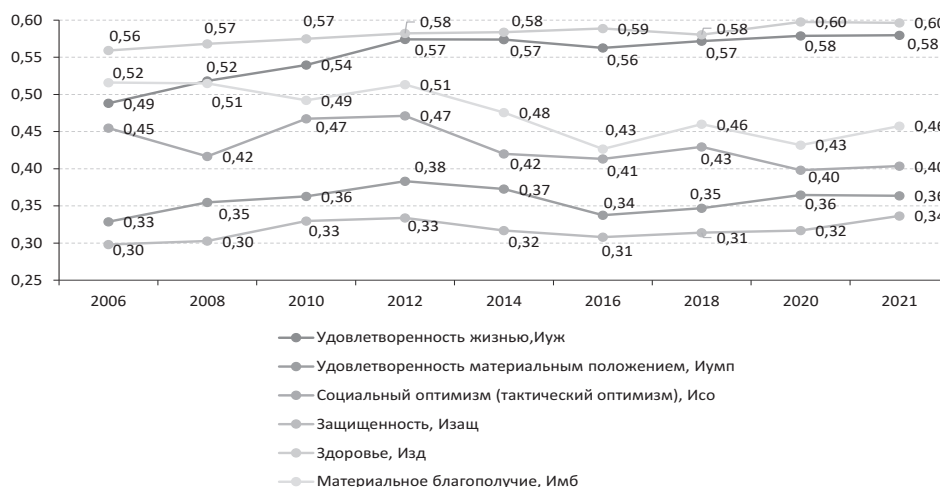 0,60 0,57 0,58 0,58 0,60 0,60
0,56 0,57 0,59 0,58
0,55 0,57 0,57 0,56 0,57 0,58 0,58
0,52 0,52 0,54
0,50 0,49 0,51 0,49 0,51 0,48
0,45 0,45 0,47 0,47 0,43 0,46 0,43 0,46
0,40 0,42 0,42 0,41 0,43 0,40 0,40
0,35 0,33 0,35 0,36 0,38 0,37 0,34 0,35 0,36 0,36
0,30 0,30 0,30 0,33 0,33 0,32 0,31 0,31 0,32 0,34
0,25
2006 2008 2010 2012 2014 2016 2018 2020 2021
Удовлетворенность жизнью,Иуж
Удовлетворенность материальным положением, Иумп
Социальный оптимизм (тактический оптимизм), Исо
Защищенность, Изащ
Здоровье, Изд
Материальное благополучие, Имб